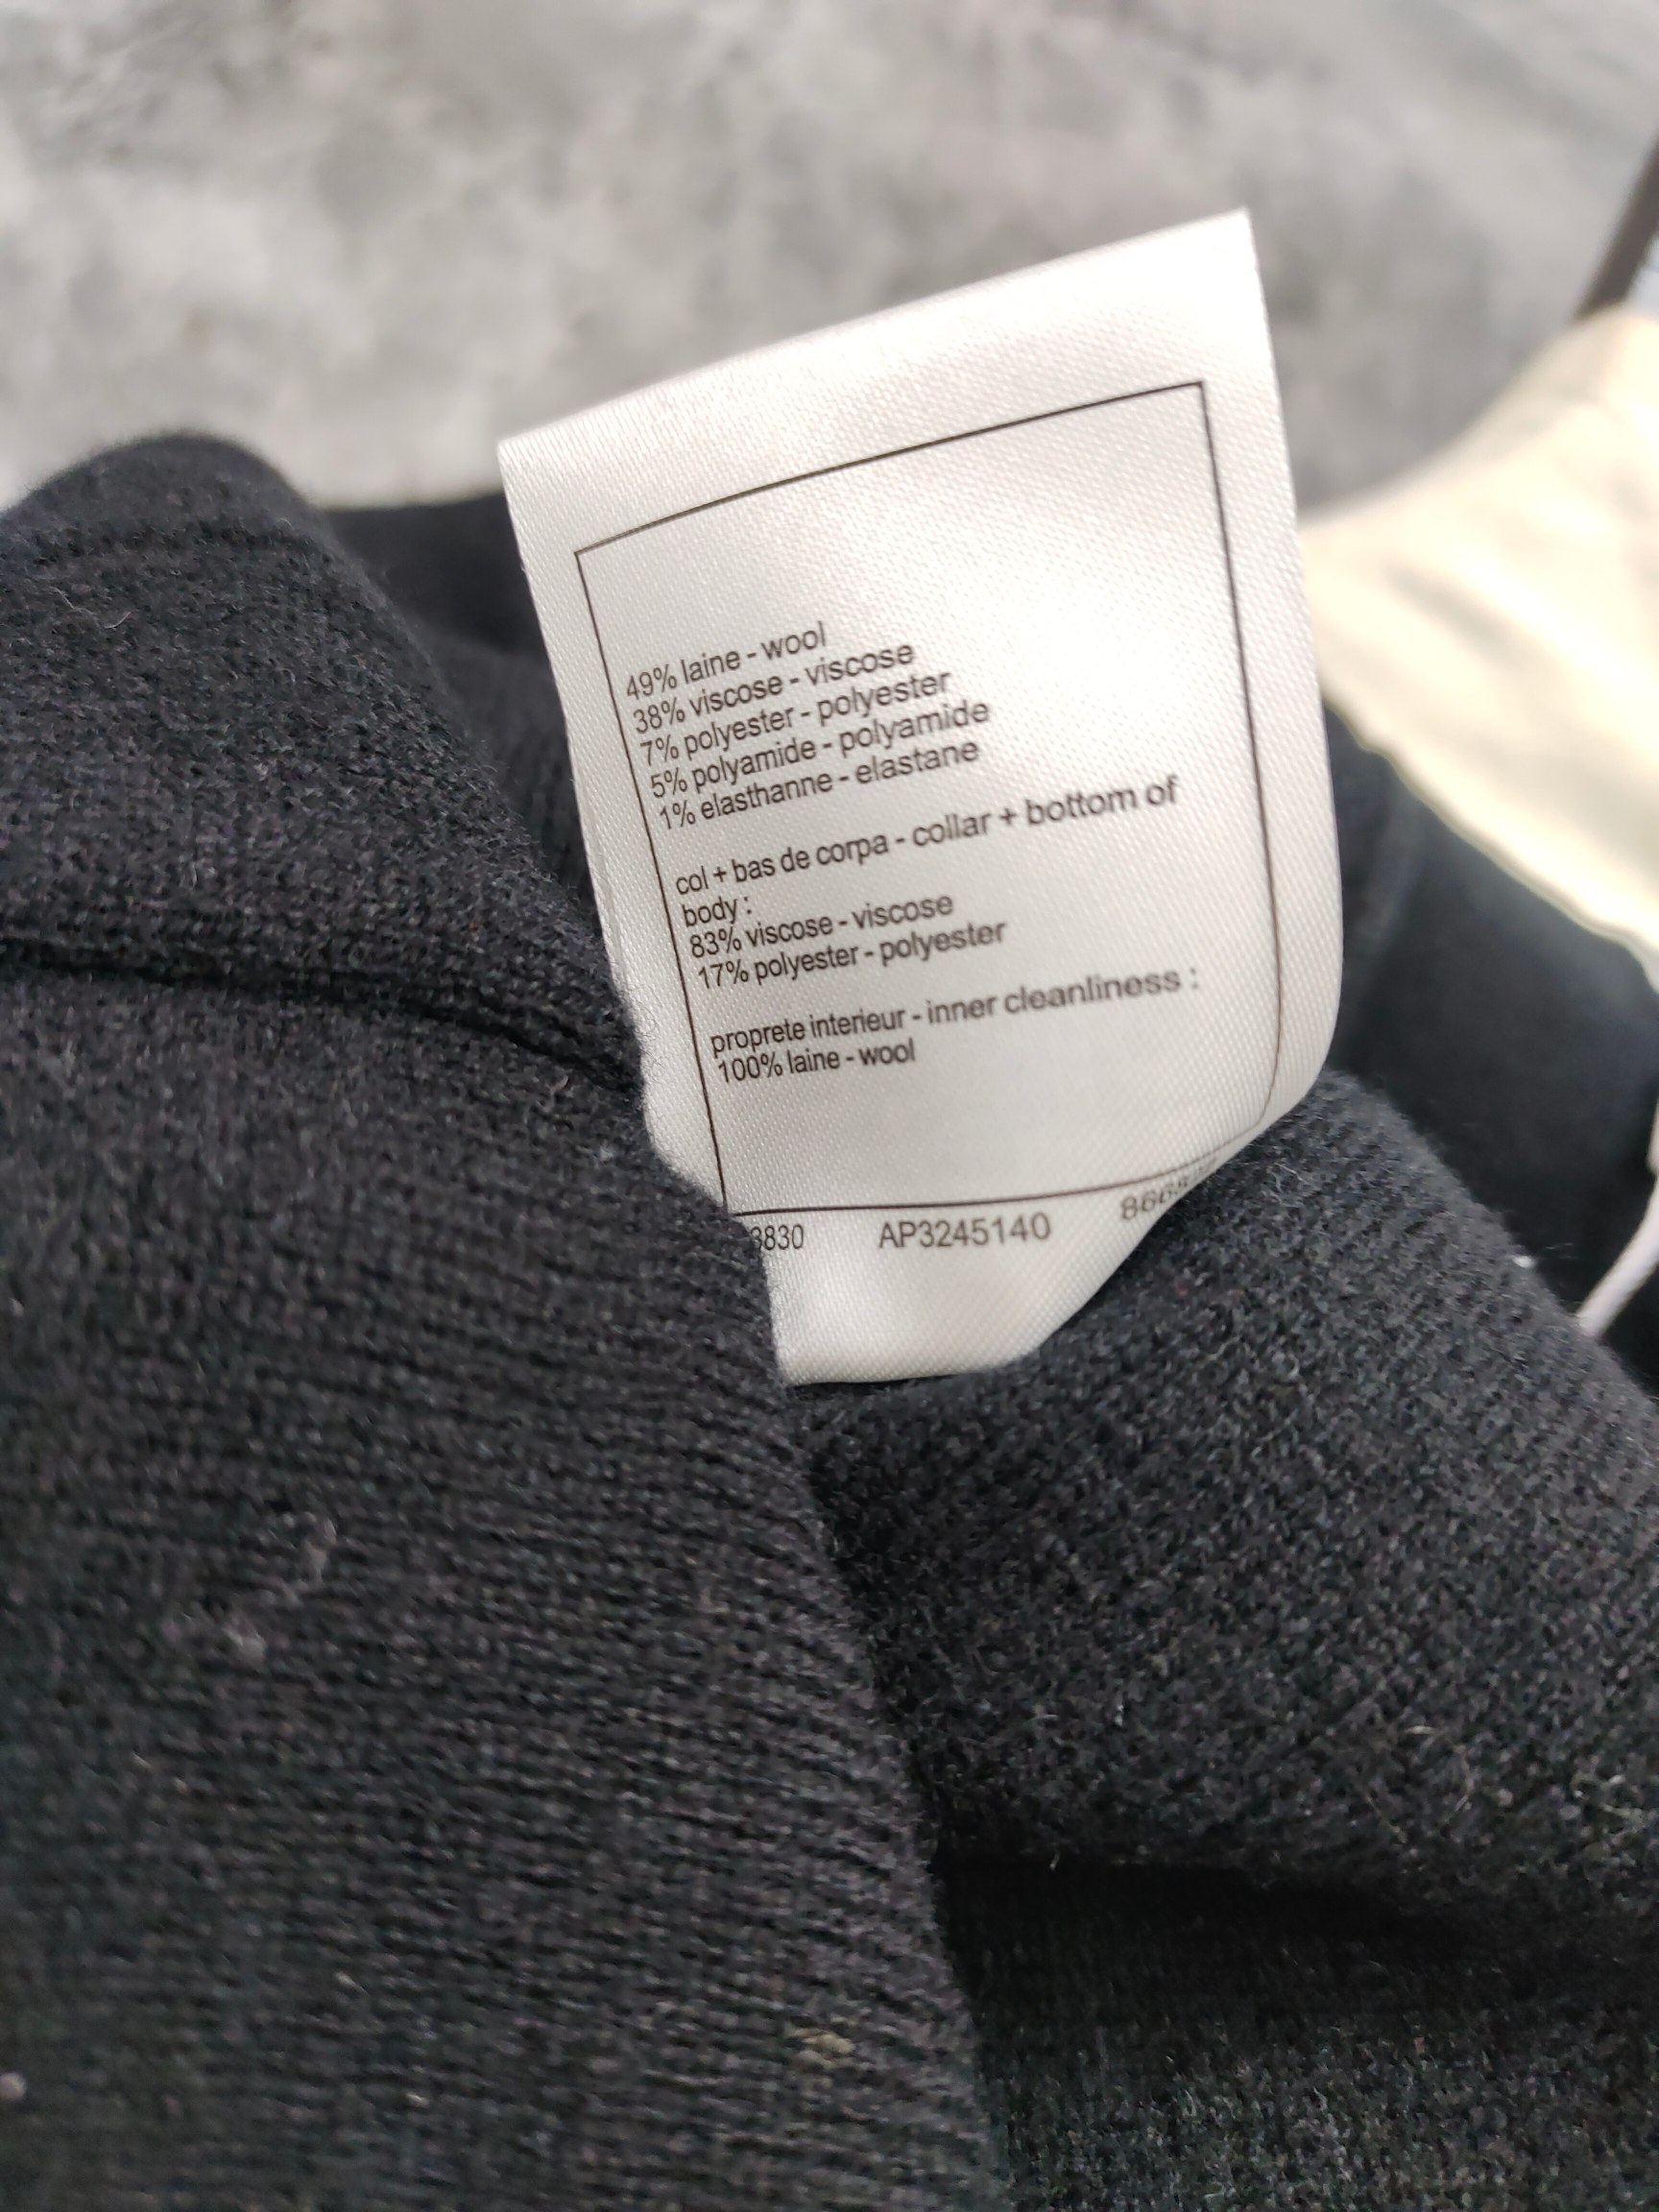 49% laine - wool
38% viscose - viscose
7% polyester - polyester
5% polyamide - polyamide
1% elasthanne - elastane
col + bas de corpa - collar + bottom of
body :
83% viscose - viscose
17% polyester - polyester
proprete interieur - inner cleanliness :
100% laine - wool
3830 AP3245140